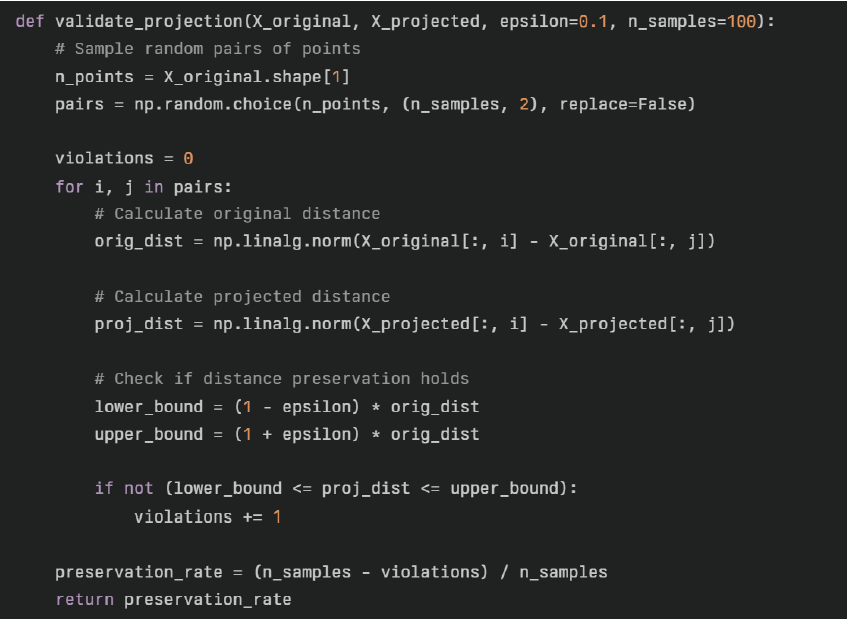 def validate_projection(X_original, X_projected, epsilon=0.1, n_samples=100):
    # Sample random pairs of points
    n_points = X_original.shape[1]
    pairs = np.random.choice(n_points, (n_samples, 2), replace=False)

    violations = 0
    for i, j in pairs:
        # Calculate original distance
        orig_dist = np.linalg.norm(X_original[:, i] - X_original[:, j])

        # Calculate projected distance
        proj_dist = np.linalg.norm(X_projected[:, i] - X_projected[:, j])

        # Check if distance preservation holds
        lower_bound = (1 - epsilon) * orig_dist
        upper_bound = (1 + epsilon) * orig_dist

        if not (lower_bound <= proj_dist <= upper_bound):
            violations += 1

    preservation_rate = (n_samples - violations) / n_samples
    return preservation_rate